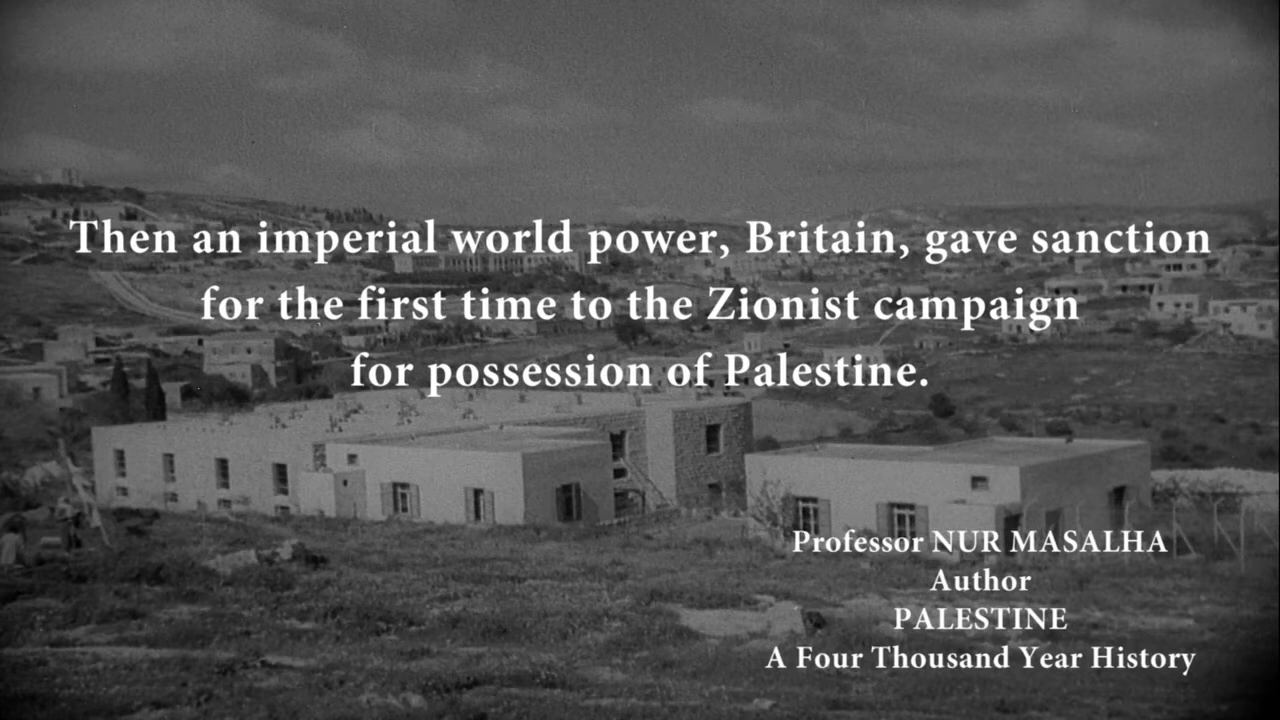 Then an imperial world power, Britain, gave sanction
for the first time to the Zionist campaign
for possession of Palestine.
Professor NUR MASALHA
Author
PALESTINE
A Four Thousand Year History